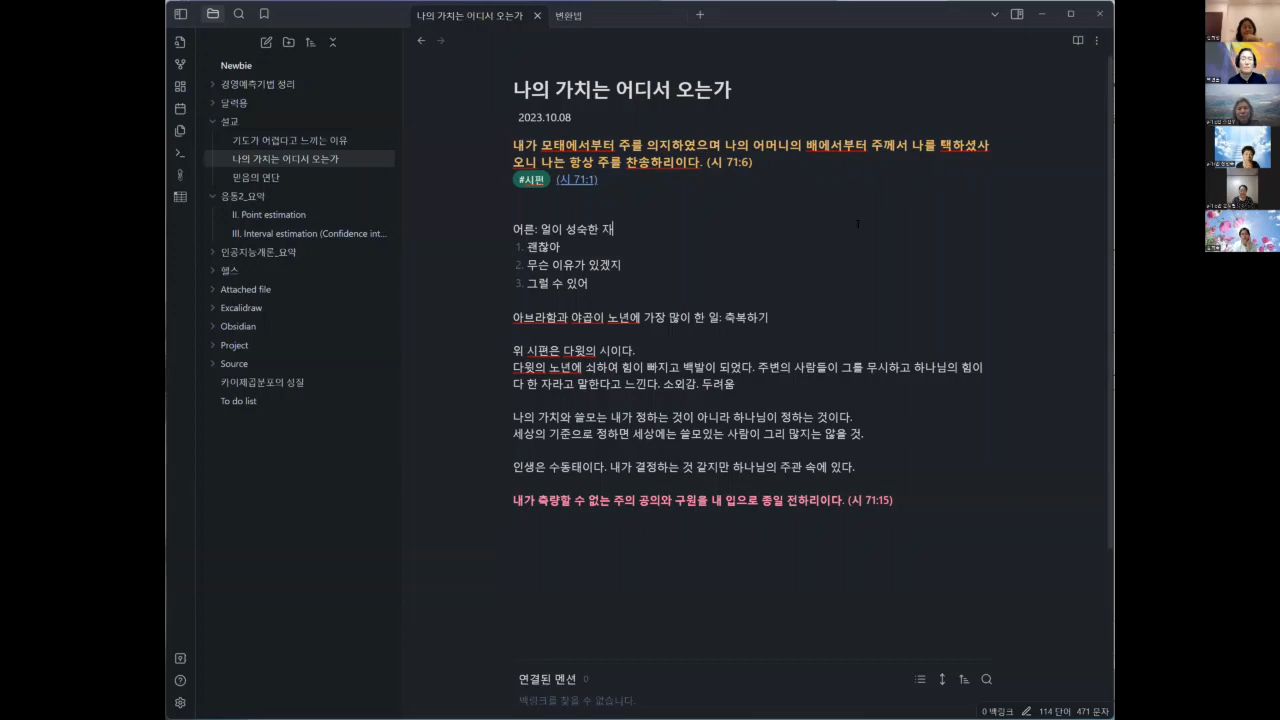 나의 가치는 어디서 오는가
변환법
Newbie
경영예측기법 정리
달력용
설교
기도가 어렵다고 느끼는 이유
나의 가치는 어디서 오는가
믿음의 연단
응통2_요약
II. Point estimation
III. Interval estimation (Confidence int...
인공지능개론_요약
헬스
Attached file
Excalidraw
Obsidian
Project
Source
카이제곱분포의 성질
To do list
나의 가치는 어디서 오는가
2023.10.08
내가 모태에서부터 주를 의지하였으며 나의 어머니의 배에서부터 주께서 나를 택하셨사
오니 나는 항상 주를 찬송하리이다. (시 71:6)
#시편 (시 71:1)
어른: 얼이 성숙한 자
1. 괜찮아
2. 무슨 이유가 있겠지
3. 그럴 수 있어
아브라함과 야곱이 노년에 가장 많이 한 일: 축복하기
위 시편은 다윗의 시이다.
다윗의 노년에 쇠하여 힘이 빠지고 백발이 되었다. 주변의 사람들이 그를 무시하고 하나님의 힘이
다 한 자라고 말한다고 느낀다. 소외감. 두려움
나의 가치와 쓸모는 내가 정하는 것이 아니라 하나님이 정하는 것이다.
세상의 기준으로 정하면 세상에는 쓸모있는 사람이 그리 많지는 않을 것.
인생은 수동태이다. 내가 결정하는 것 같지만 하나님의 주관 속에 있다.
내가 측량할 수 없는 주의 공의와 구원을 내 입으로 종일 전하리이다. (시 71:15)
연결된 멘션 0
백링크를 찾을 수 없습니다.
0 백링크 114 단어 471 문자